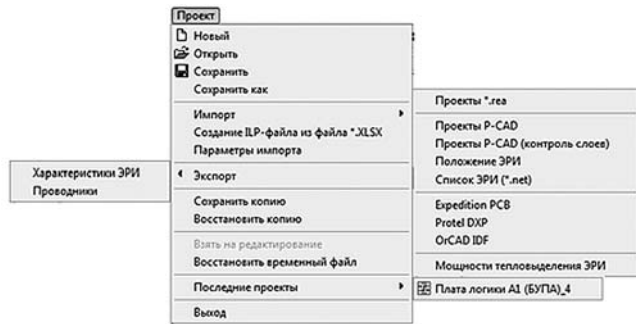 Проект
Новый
Открыть
Сохранить
Сохранить как
Импорт
Создание ILP-файла из файла *.XLSX
Параметры импорта
Экспорт
Сохранить копию
Восстановить копию
Взять на редактирование
Восстановить временный файл
Последние проекты
Выход
Характеристики ЭРИ
Проводники
Проекты *.rea
Проекты P-CAD
Проекты P-CAD (контроль слоев)
Положение ЭРИ
Список ЭРИ (*.net)
Expedition PCB
Protel DXP
OrCAD IDF
Мощности тепловыделения ЭРИ
Плата логики А1 (БУПА)_4